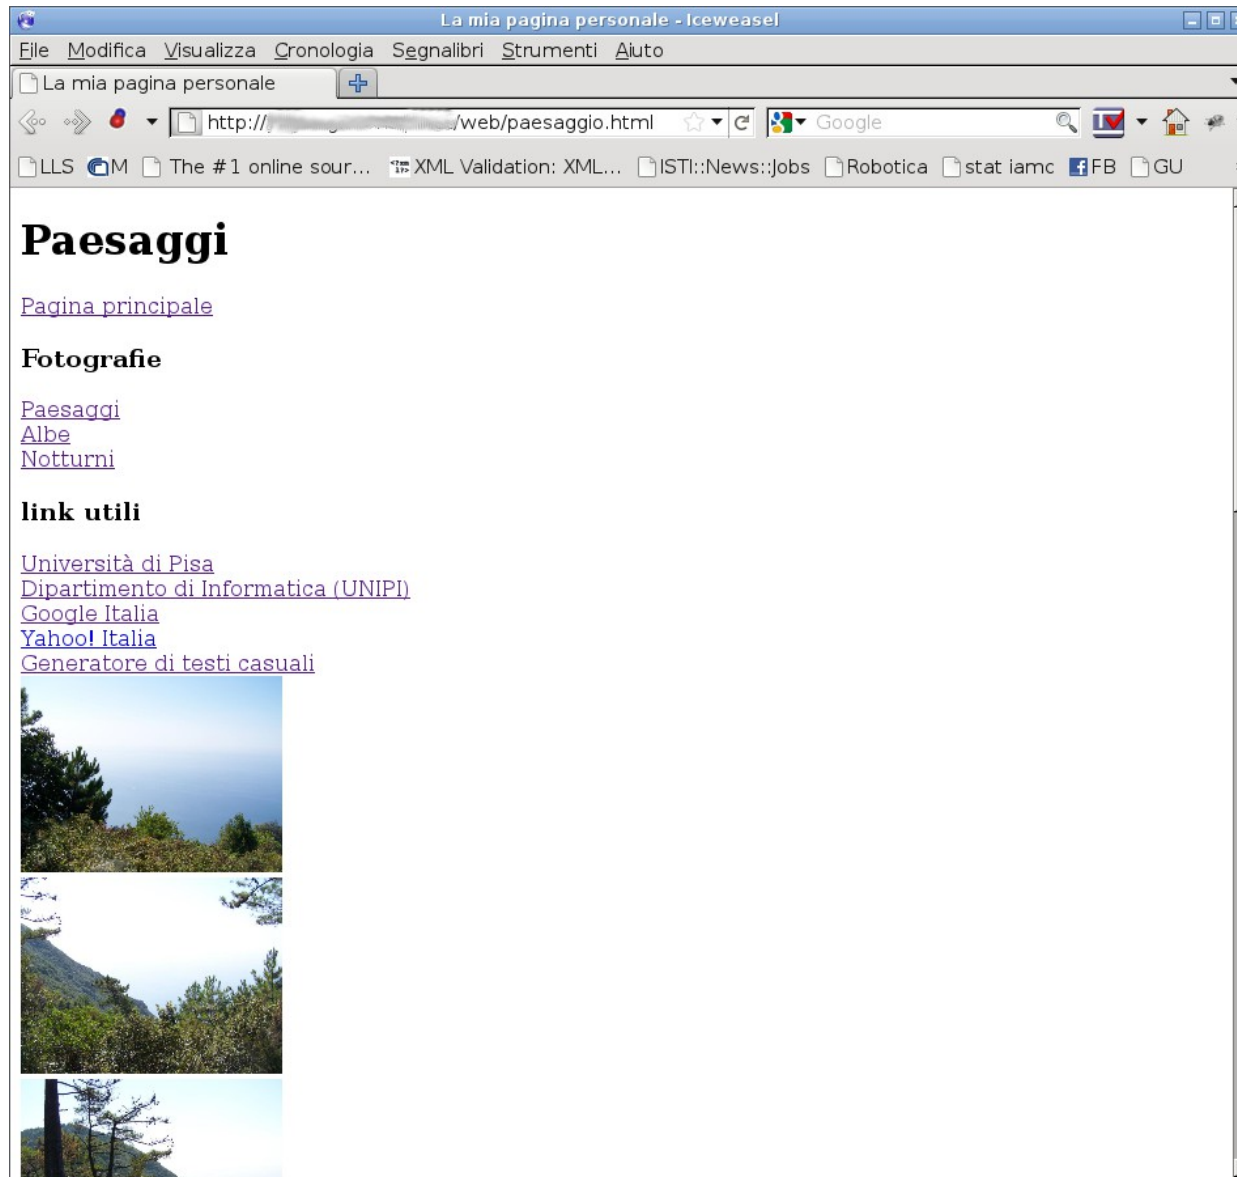 La mia pagina personale - Iceweasel
File Modifica Visualizza Cronologia Segnalibri Strumenti Aiuto
La mia pagina personale
http:// /web/paesaggio.html Google
LLS M The #1 online sour... XML Validation: XML... ISTI::News::Jobs Robotica stat iamc FB GU
Paesaggi
Pagina principale
Fotografie
Paesaggi
Albe
Notturni
link utili
Università di Pisa
Dipartimento di Informatica (UNIPI)
Google Italia
Yahoo! Italia
Generatore di testi casuali